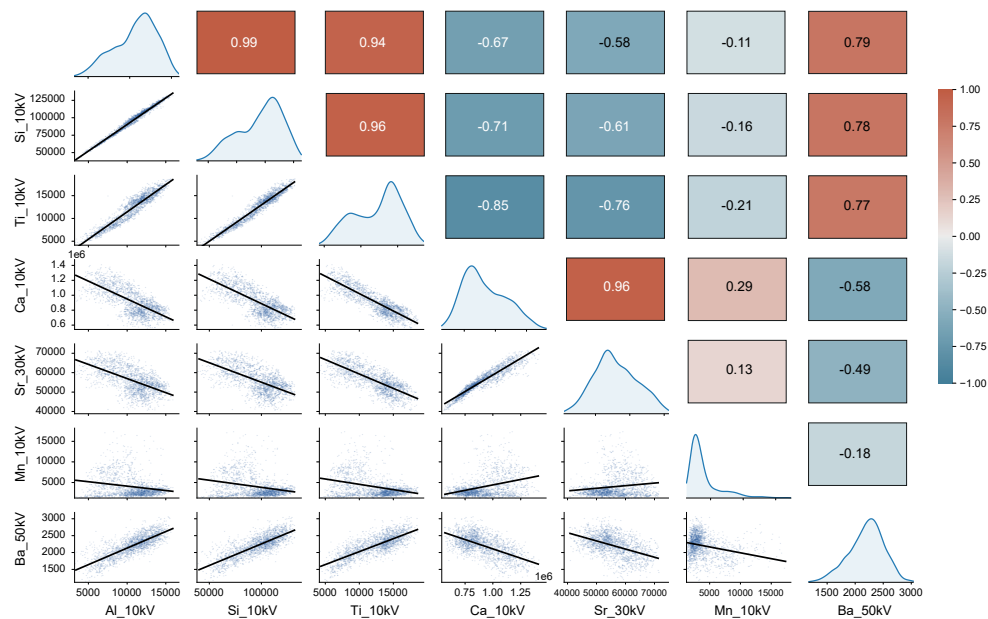 0.99 0.94 -0.67 -0.58 -0.11 0.79
Si_10kV 125000 100000 75000 50000 0.96 -0.71 -0.61 -0.16 0.78
1.00 0.75 0.50 0.25 0.00 −0.25 −0.50 −0.75 −1.00
Ti_10kV 15000 10000 5000 -0.85 -0.76 -0.21 0.77
5000 10000 15000
1e6
Ca_10kV 1.4 1.2 1.0 0.8 0.6 0.96 0.29 -0.58
Sr_30kV 70000 60000 50000 40000 0.13 -0.49
Mn_10kV 15000 10000 5000 -0.18
Ba_50kV 3000 2500 2000 1500
1e6
5000 10000 15000 50000 100000 5000 10000 15000 0.75 1.00 1.25 40000 50000 60000 70000 5000 10000 15000 1500 2000 2500 3000
Al_10kV Si_10kV Ti_10kV Ca_10kV Sr_30kV Mn_10kV Ba_50kV